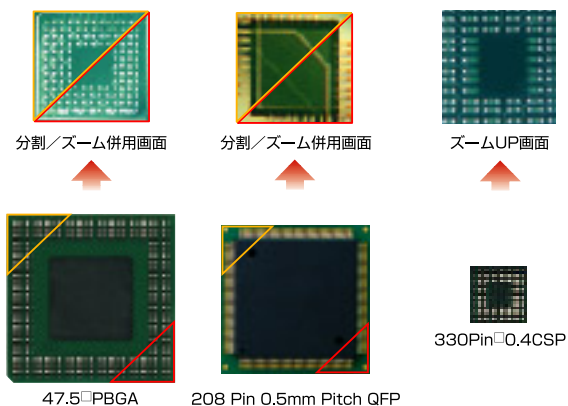 分割／ズーム併用画面
分割／ズーム併用画面
ズームUP画面
330Pin□0.4CSP
47.5□PBGA
208 Pin 0.5mm Pitch QFP